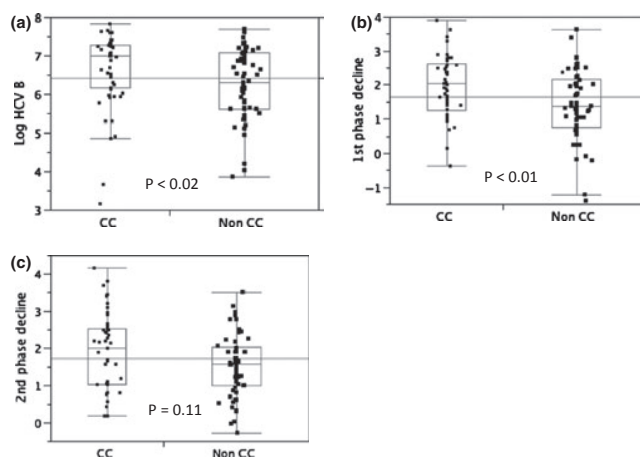 (a)
Log HCV B
8
7
6
5
4
3
P < 0.02
CC Non CC
(b)
1st phase decline
4
3
2
1
0
−1
P < 0.01
CC Non CC
(c)
2nd phase decline
4
3
2
1
0
P = 0.11
CC Non CC